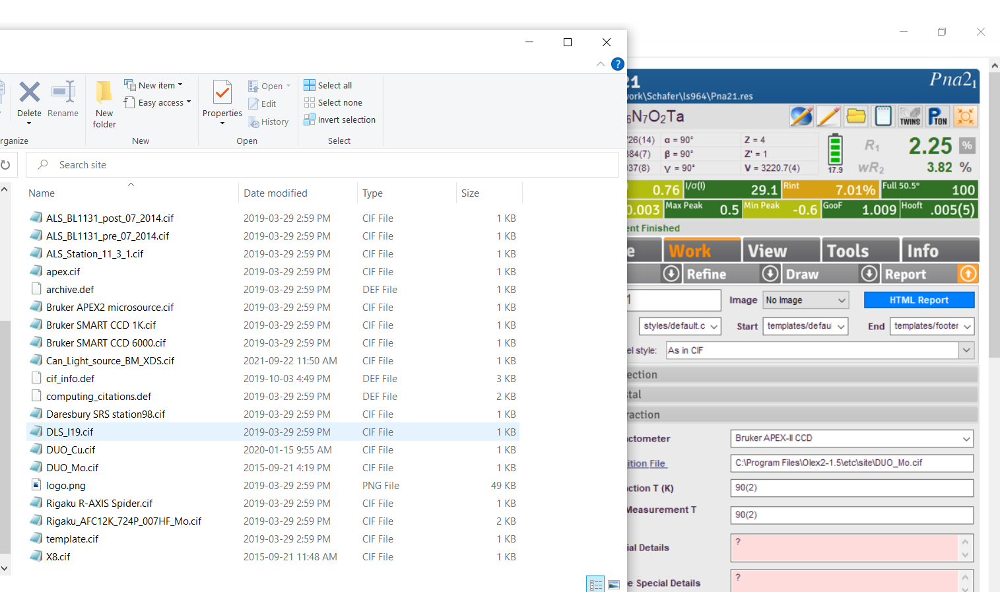 Delete
Rename
New
folder
New item
Easy access
Properties
Open
Edit
History
Select all
Select none
Invert selection
rganize
New
Open
Select
Search site
Name
Date modified
Type
Size
ALS_BL1131_post_07_2014.cif 2019-03-29 2:59 PM CIF File 1 KB
ALS_BL1131_pre_07_2014.cif 2019-03-29 2:59 PM CIF File 1 KB
ALS_Station_11_3_1.cif 2019-03-29 2:59 PM CIF File 1 KB
apex.cif 2019-03-29 2:59 PM CIF File 1 KB
archive.def 2019-03-29 2:59 PM DEF File 1 KB
Bruker APEX2 microsource.cif 2019-03-29 2:59 PM CIF File 1 KB
Bruker SMART CCD 1K.cif 2019-03-29 2:59 PM CIF File 1 KB
Bruker SMART CCD 6000.cif 2019-03-29 2:59 PM CIF File 1 KB
Can_Light_source_BM_XDS.cif 2021-09-22 11:50 AM CIF File 1 KB
cif_info.def 2019-10-03 4:49 PM DEF File 3 KB
computing_citations.def 2019-03-29 2:59 PM DEF File 2 KB
Daresbury SRS station98.cif 2019-03-29 2:59 PM CIF File 1 KB
DLS_I19.cif 2019-03-29 2:59 PM CIF File 1 KB
DUO_Cu.cif 2020-01-15 9:55 AM CIF File 1 KB
DUO_Mo.cif 2015-09-21 4:19 PM CIF File 1 KB
logo.png 2019-03-29 2:59 PM PNG File 49 KB
Rigaku R-AXIS Spider.cif 2019-03-29 2:59 PM CIF File 1 KB
Rigaku_AFC12K_724P_007HF_Mo.cif 2019-03-29 2:59 PM CIF File 2 KB
template.cif 2019-03-29 2:59 PM CIF File 1 KB
X8.cif 2015-09-21 11:48 AM CIF File 1 KB
21 Pna2₁
ork\Schafer\ls964\Pna21.res
₆N₇O₂Ta TWINS PTON
726(14) α = 90° Z = 4
384(7) β = 90° Z' = 1
37(8) γ = 90° V = 3220.7(4)
17.9
R₁ 2.25 %
wR₂ 3.82 %
0.76 I/σ(I) 29.1 Rint 7.01% Full 50.5° 100
0.003 Max Peak 0.5 Min Peak -0.6 GooF 1.009 Hooft .005(5)
ent Finished
e Work View Tools Info
Refine Draw Report
1 Image No Image HTML Report
styles/default.c Start templates/defau End templates/footer
el style: As in CIF
ection
tal
raction
ctometer Bruker APEX-II CCD
ition File C:\Program Files\Olex2-1.5\etc\site\DUO_Mo.cif
ction T (K) 90(2)
Measurement T 90(2)
ial Details ?
e Special Details ?